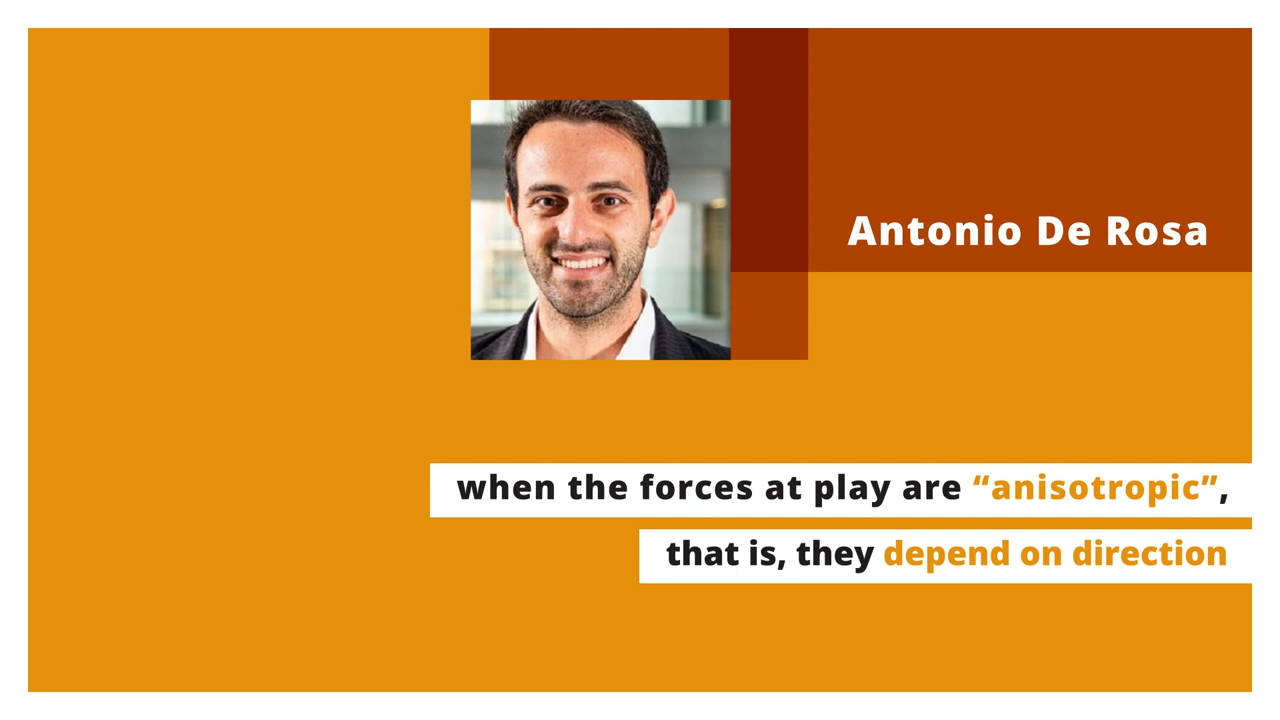 Antonio De Rosa
when the forces at play are “anisotropic”,
that is, they depend on direction